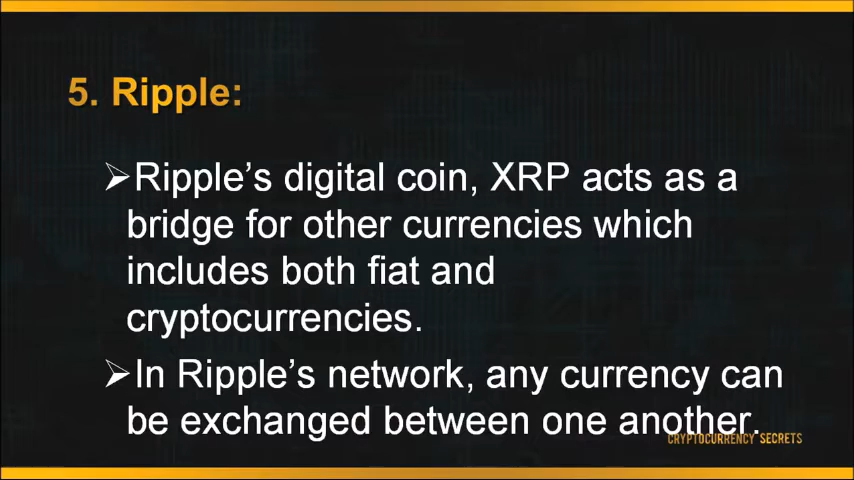 5. Ripple:
➢Ripple's digital coin, XRP acts as a
bridge for other currencies which
includes both fiat and
cryptocurrencies.
➢In Ripple's network, any currency can
be exchanged between one another.
CRYPTOCURRENCY SECRETS